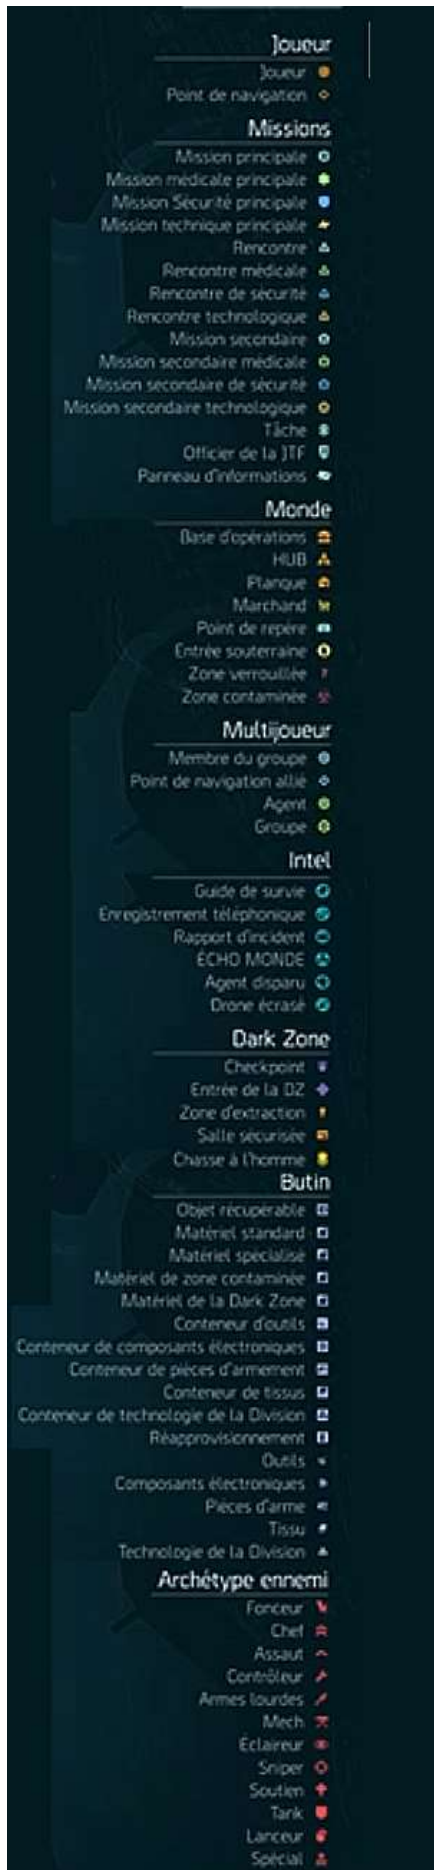 Joueur
Joueur
Point de navigation
Missions
Mission principale
Mission médicale principale
Mission Sécurité principale
Mission technique principale
Rencontre
Rencontre médicale
Rencontre de sécurité
Rencontre technologique
Mission secondaire
Mission secondaire médicale
Mission secondaire de sécurité
Mission secondaire technologique
Tâche
Officier de la JTF
Panneau d'informations
Monde
Base d'opérations
HUB
Planque
Marchand
Point de repère
Entrée souterraine
Zone verrouillée
Zone contaminée
Multijoueur
Membre du groupe
Point de navigation allié
Agent
Groupe
Intel
Guide de survie
Enregistrement téléphonique
Rapport d'incident
ÉCHO MONDE
Agent disparu
Drone écrasé
Dark Zone
Checkpoint
Entrée de la DZ
Zone d'extraction
Salle sécurisée
Chasse à l'homme
Butin
Objet récupérable
Matériel standard
Matériel spécialisé
Matériel de zone contaminée
Matériel de la Dark Zone
Conteneur d'outils
Conteneur de composants électroniques
Conteneur de pièces d'armement
Conteneur de tissus
Conteneur de technologie de la Division
Réapprovisionnement
Outils
Composants électroniques
Pièces d'arme
Tissu
Technologie de la Division
Archétype ennemi
Fonceur
Chef
Assaut
Contrôleur
Armes lourdes
Mech
Éclaireur
Sniper
Soutien
Tank
Lanceur
Spécial